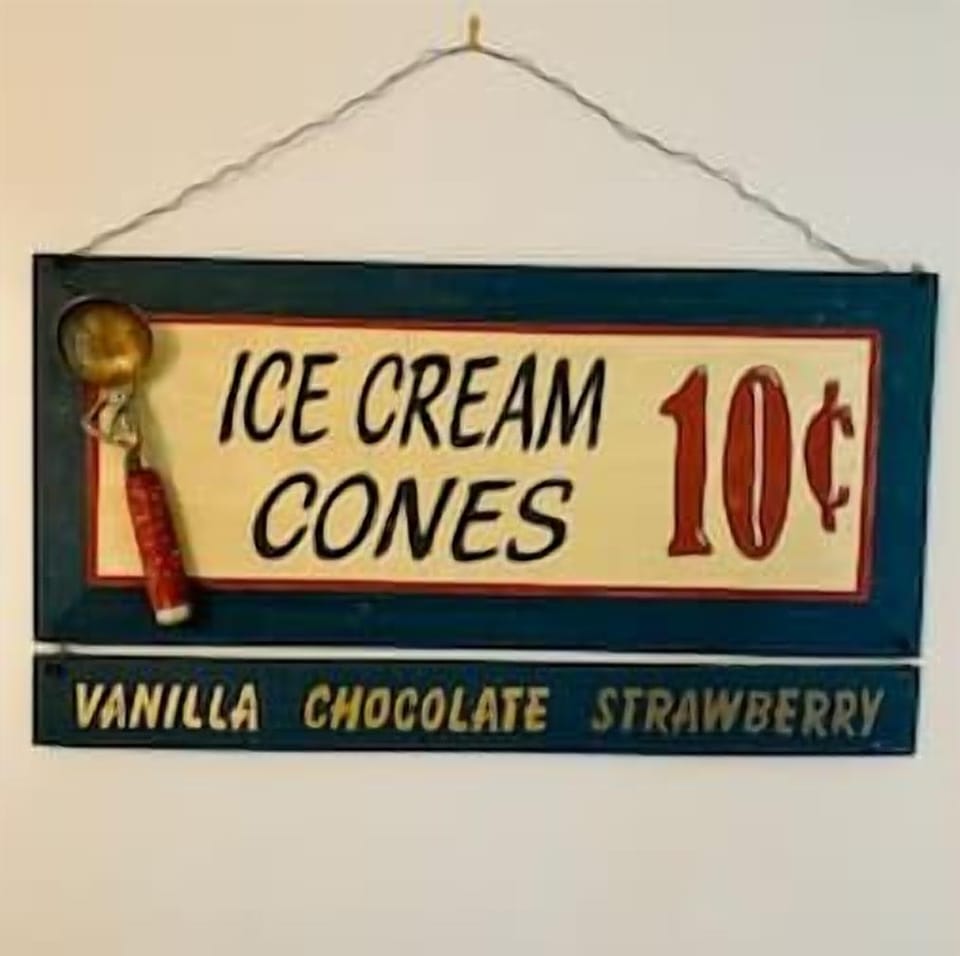 ICE CREAM
CONES
10¢
VANILLA CHOCOLATE STRAWBERRY